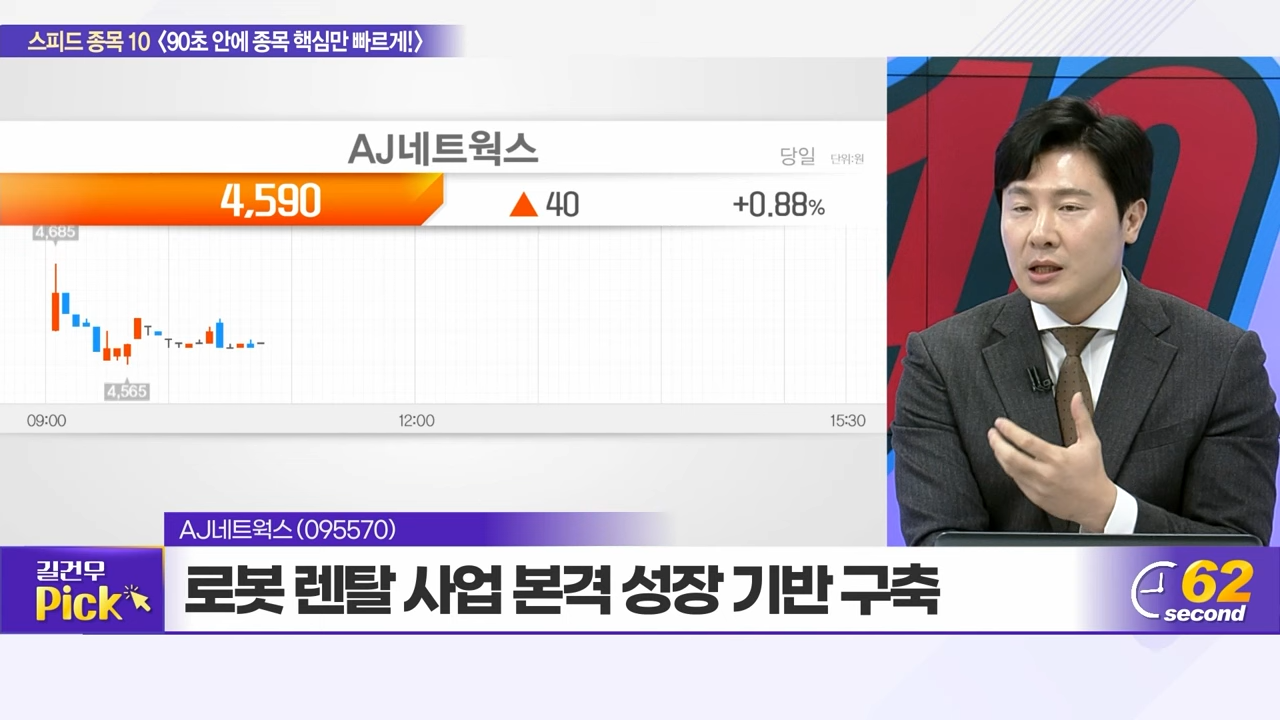 스피드 종목 10 <90초 안에 종목 핵심만 빠르게!>
AJ네트웍스
당일 단위:원
4,590 ▲ 40 +0.88%
4,685
4,565
09:00 12:00 15:30
10
AJ네트웍스 (095570)
길건무
Pick
로봇 렌탈 사업 본격 성장 기반 구축
62
second